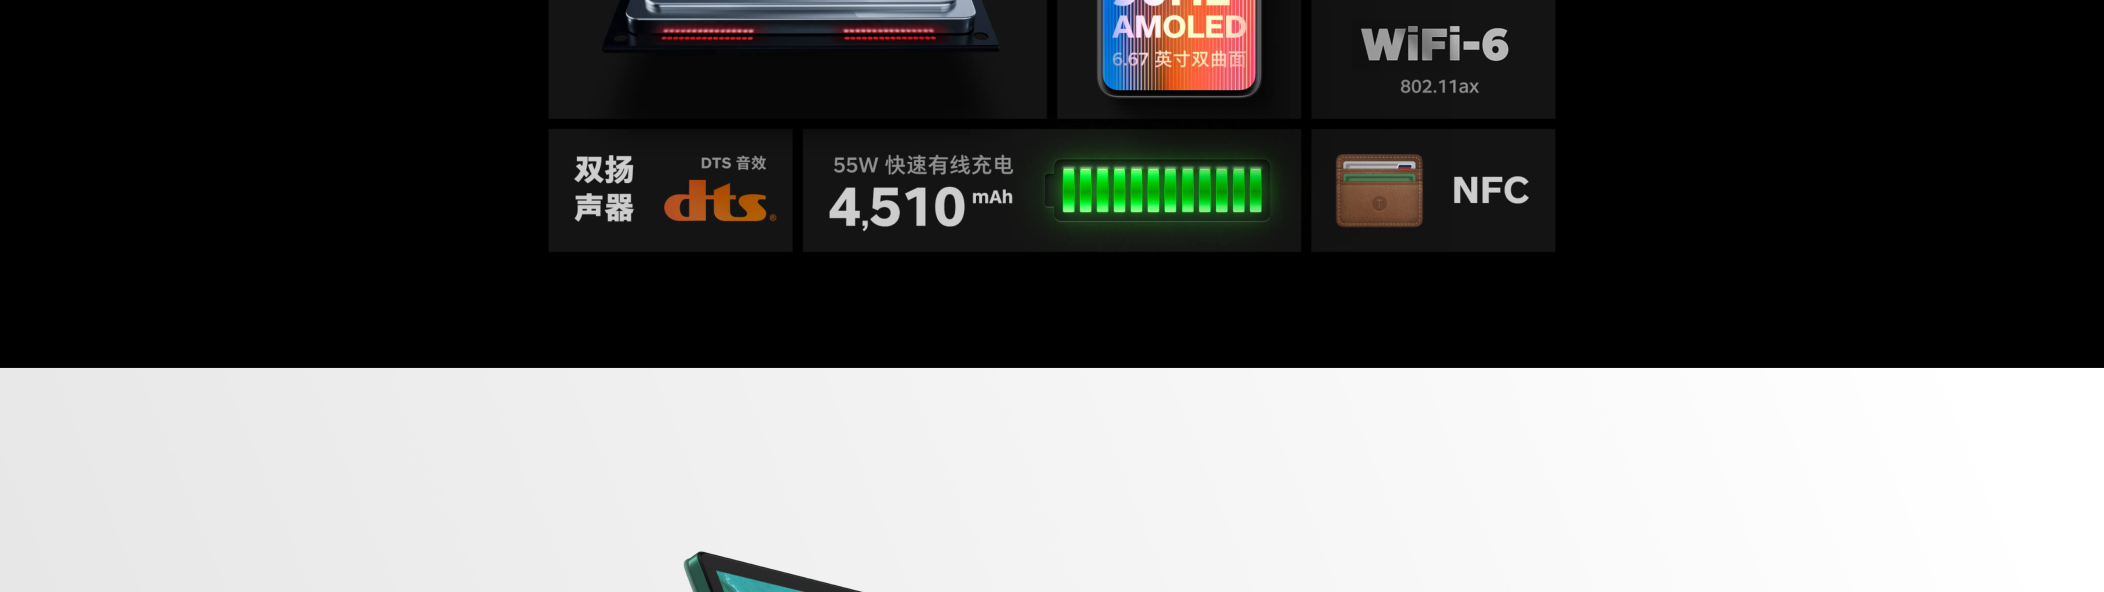 AMOLED
6.67 英寸双曲面
WiFi-6
802.11ax
双扬
声器
DTS 音效
dts®
55W 快速有线充电
4,510 mAh
NFC